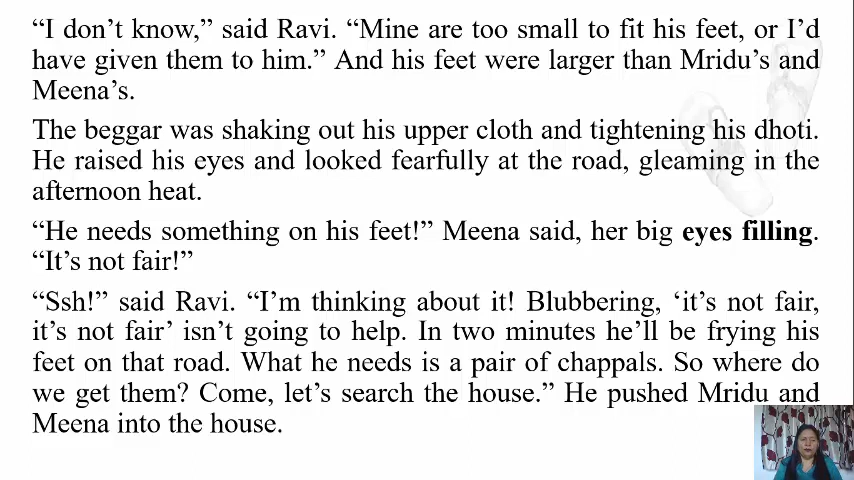 “I don’t know,” said Ravi. “Mine are too small to fit his feet, or I’d
have given them to him.” And his feet were larger than Mridu’s and
Meena’s.
The beggar was shaking out his upper cloth and tightening his dhoti.
He raised his eyes and looked fearfully at the road, gleaming in the
afternoon heat.
“He needs something on his feet!” Meena said, her big eyes filling.
“It’s not fair!”
“Ssh!” said Ravi. “I’m thinking about it! Blubbering, ‘it’s not fair,
it’s not fair’ isn’t going to help. In two minutes he’ll be frying his
feet on that road. What he needs is a pair of chappals. So where do
we get them? Come, let’s search the house.” He pushed Mridu and
Meena into the house.